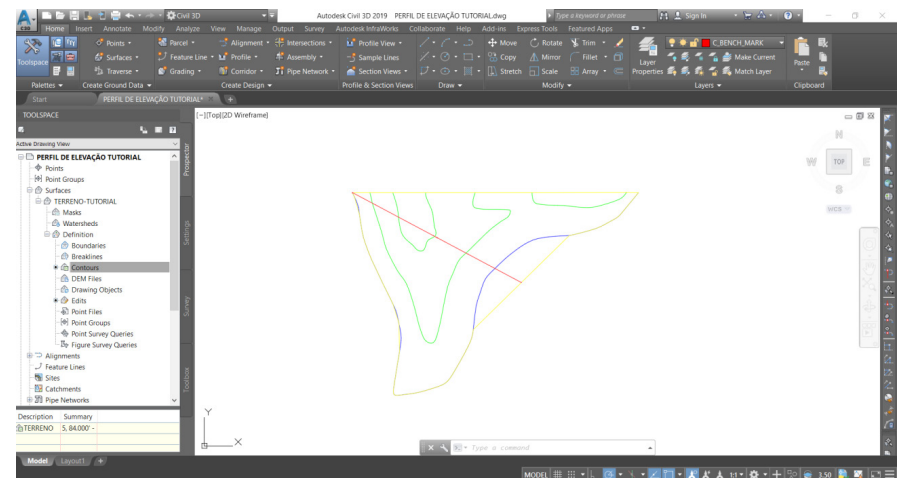 Civil 3D
Autodesk Civil 3D 2019 PERFIL DE ELEVAÇÃO TUTORIAL.dwg
Type a keyword or phrase
Sign In
C3D
Home Insert Annotate Modify Analyze View Manage Output Survey Autodesk InfraWorks Collaborate Help Add-ins Express Tools Featured Apps
Toolspace
Points
Surfaces
Traverse
Parcel
Feature Line
Grading
Alignment
Profile
Corridor
Intersections
Assembly
Pipe Network
Profile View
Sample Lines
Section Views
Move
Copy
Stretch
Rotate
Mirror
Scale
Trim
Fillet
Array
Layer
Properties
C_BENCH_MARK
Make Current
Match Layer
Paste
Palettes Create Ground Data Create Design Profile & Section Views Draw Modify Layers Clipboard
Start PERFIL DE ELEVAÇÃO TUTORIAL*
TOOLSPACE
Active Drawing View
PERFIL DE ELEVAÇÃO TUTORIAL
Points
Point Groups
Surfaces
TERRENO-TUTORIAL
Masks
Watersheds
Definition
Boundaries
Breaklines
Contours
DEM Files
Drawing Objects
Edits
Point Files
Point Groups
Point Survey Queries
Figure Survey Queries
Alignments
Feature Lines
Sites
Catchments
Pipe Networks
Description Summary
TERRENO 5, 84.000' -
Prospector
Settings
Survey
Toolbox
[−][Top][2D Wireframe]
N
W TOP E
S
WCS
Y
X
Type a command
Model Layout1
MODEL 1:1 3.50